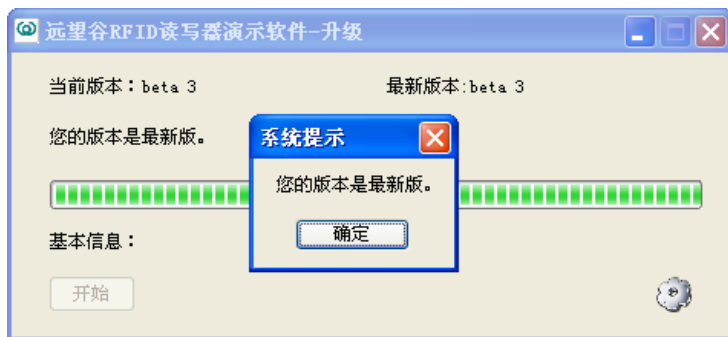 远望谷RFID读写器演示软件-升级
当前版本：beta 3
最新版本:beta 3
您的版本是最新版。
系统提示
您的版本是最新版。
确定
基本信息：
开始